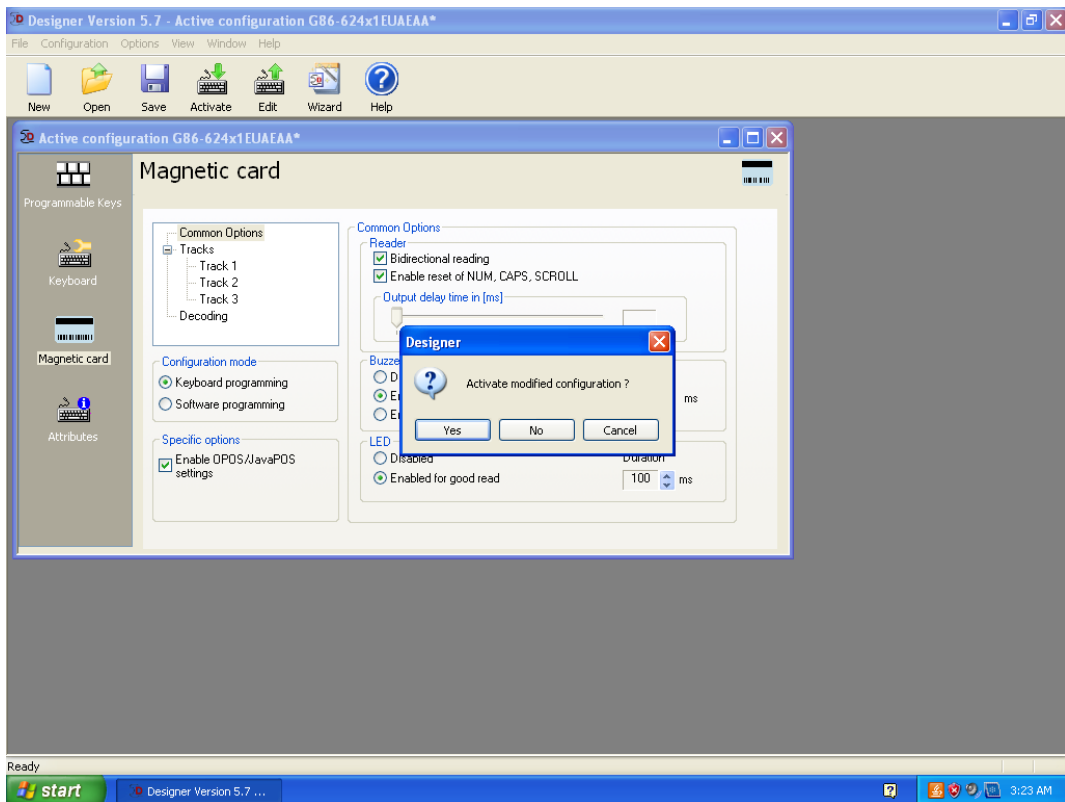 Designer Version 5.7 - Active configuration G86-624x1EUAEAA*
File Configuration Options View Window Help
New Open Save Activate Edit Wizard Help
Active configuration G86-624x1EUAEAA*
Magnetic card
Programmable Keys
Keyboard
Magnetic card
Attributes
Common Options
Tracks
Track 1
Track 2
Track 3
Decoding
Configuration mode
Keyboard programming
Software programming
Specific options
Enable OPOS/JavaPOS
settings
Common Options
Reader
Bidirectional reading
Enable reset of NUM, CAPS, SCROLL
Output delay time in [ms]
ms
LED
Disabled
Duration
Enabled for good read
100 ms
Designer
Activate modified configuration ?
Yes No Cancel
Ready
start Designer Version 5.7 ... 3:23 AM